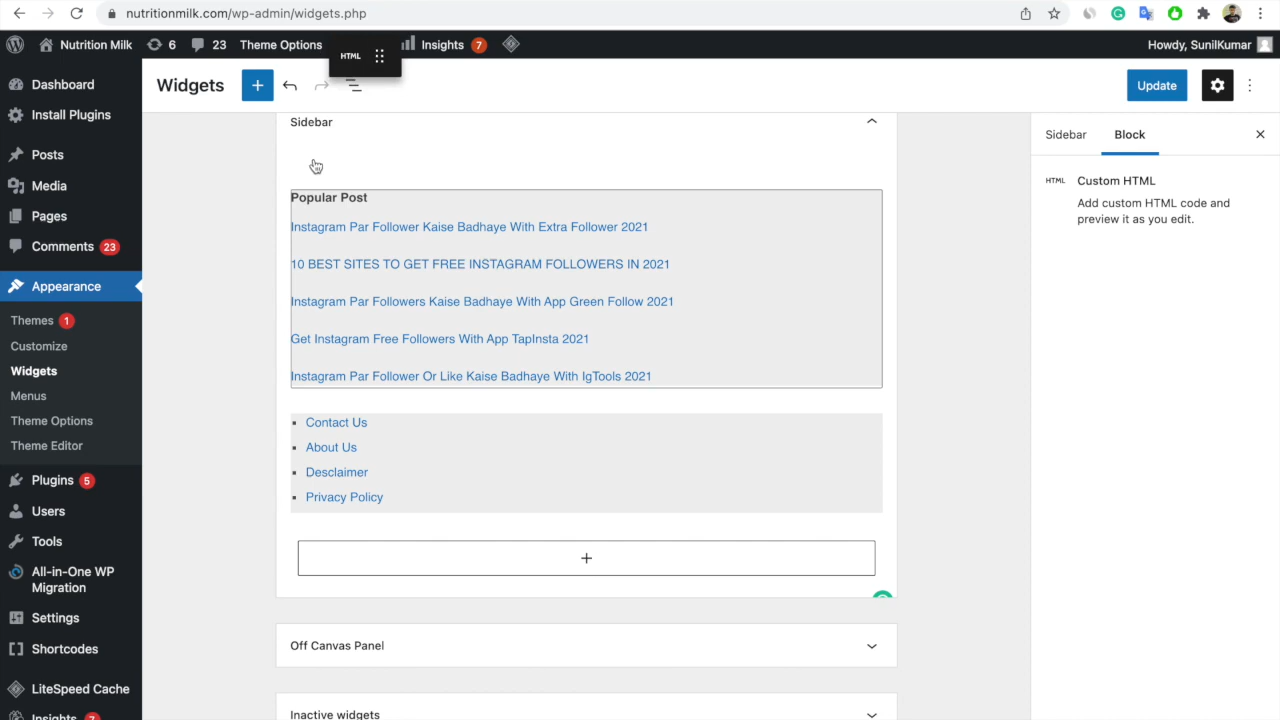 nutritionmilk.com/wp-admin/widgets.php
Nutrition Milk 6 23 Theme Options Insights 7 Howdy, SunilKumar
HTML
Dashboard
Install Plugins
Posts
Media
Pages
Comments 23
Appearance
Themes 1
Customize
Widgets
Menus
Theme Options
Theme Editor
Plugins 5
Users
Tools
All-in-One WP
Migration
Settings
Shortcodes
LiteSpeed Cache
Insights 7
Widgets
Update
Sidebar
Popular Post
Instagram Par Follower Kaise Badhaye With Extra Follower 2021
10 BEST SITES TO GET FREE INSTAGRAM FOLLOWERS IN 2021
Instagram Par Followers Kaise Badhaye With App Green Follow 2021
Get Instagram Free Followers With App TapInsta 2021
Instagram Par Follower Or Like Kaise Badhaye With IgTools 2021
Contact Us
About Us
Desclaimer
Privacy Policy
Off Canvas Panel
Inactive widgets
Sidebar Block
HTML Custom HTML
Add custom HTML code and
preview it as you edit.